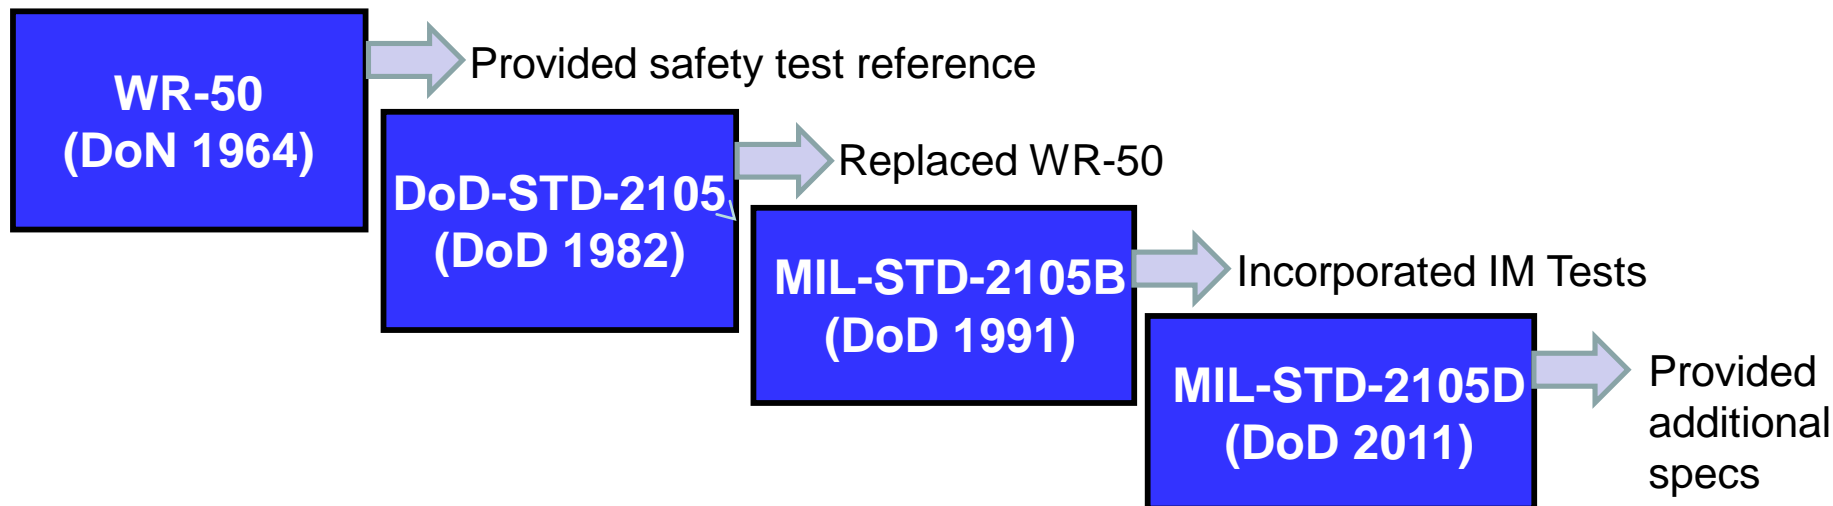 WR-50
(DoN 1964)
Provided safety test reference
DoD-STD-2105
(DoD 1982)
Replaced WR-50
MIL-STD-2105B
(DoD 1991)
Incorporated IM Tests
MIL-STD-2105D
(DoD 2011)
Provided
additional
specs